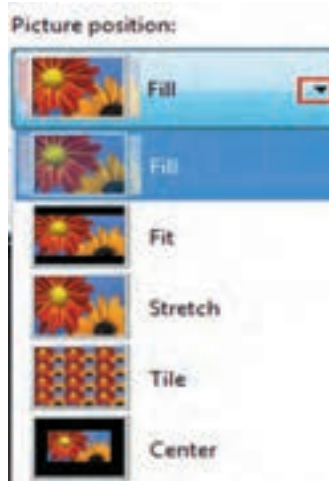 Picture position:
Fill
Fill
Fit
Stretch
Tile
Center